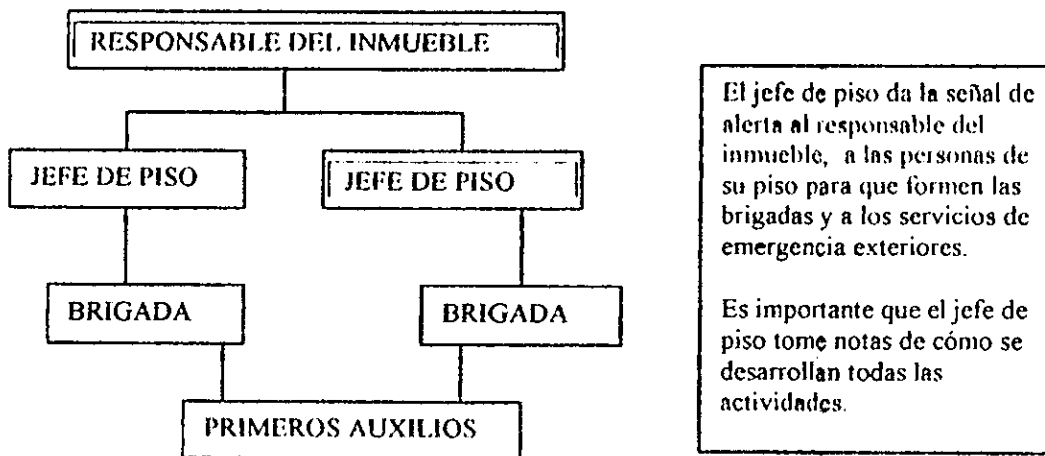 RESPONSABLE DEL INMUEBLE
JEFE DE PISO
JEFE DE PISO
BRIGADA
BRIGADA
PRIMEROS AUXILIOS
El jefe de piso da la señal de
alerta al responsable del
inmueble, a las personas de
su piso para que formen las
brigadas y a los servicios de
emergencia exteriores.
Es importante que el jefe de
piso tome notas de cómo se
desarrollan todas las
actividades.